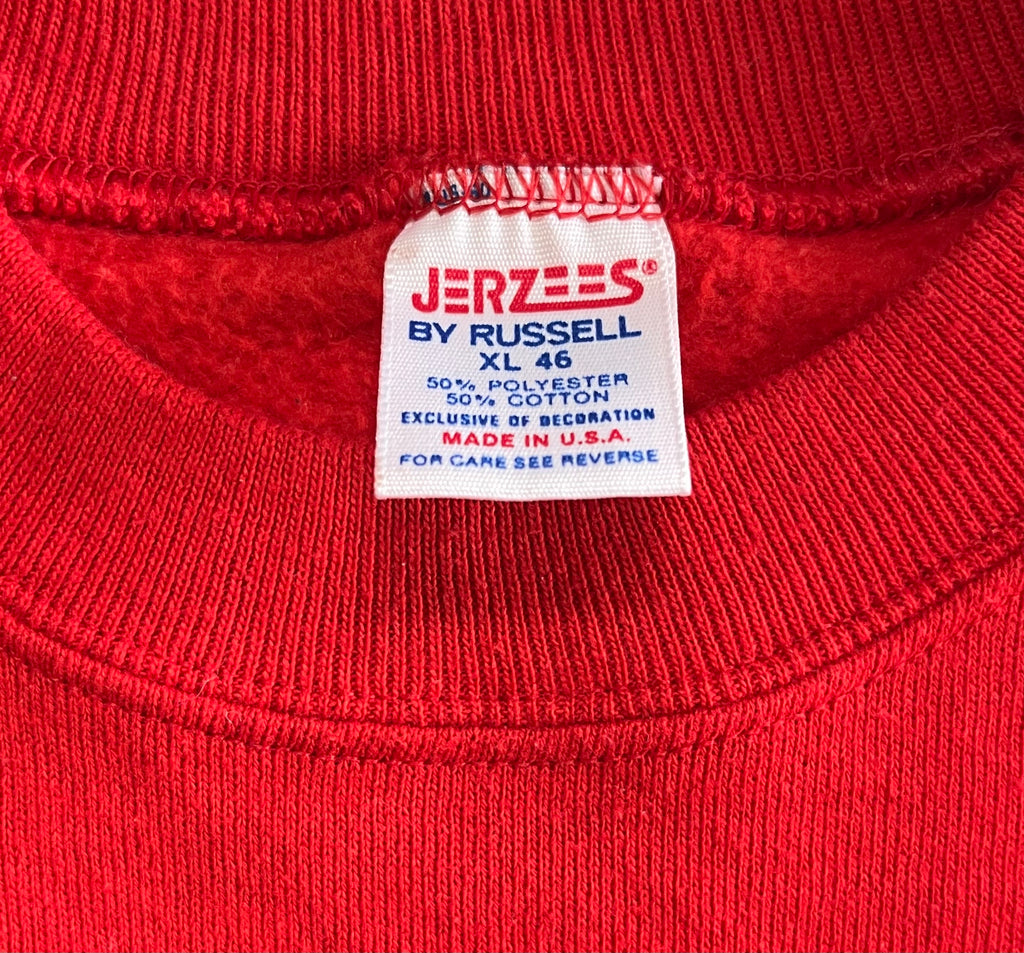 JERZEES®
BY RUSSELL
XL 46
50% POLYESTER
50% COTTON
EXCLUSIVE OF DECORATION
MADE IN U.S.A.
FOR CARE SEE REVERSE